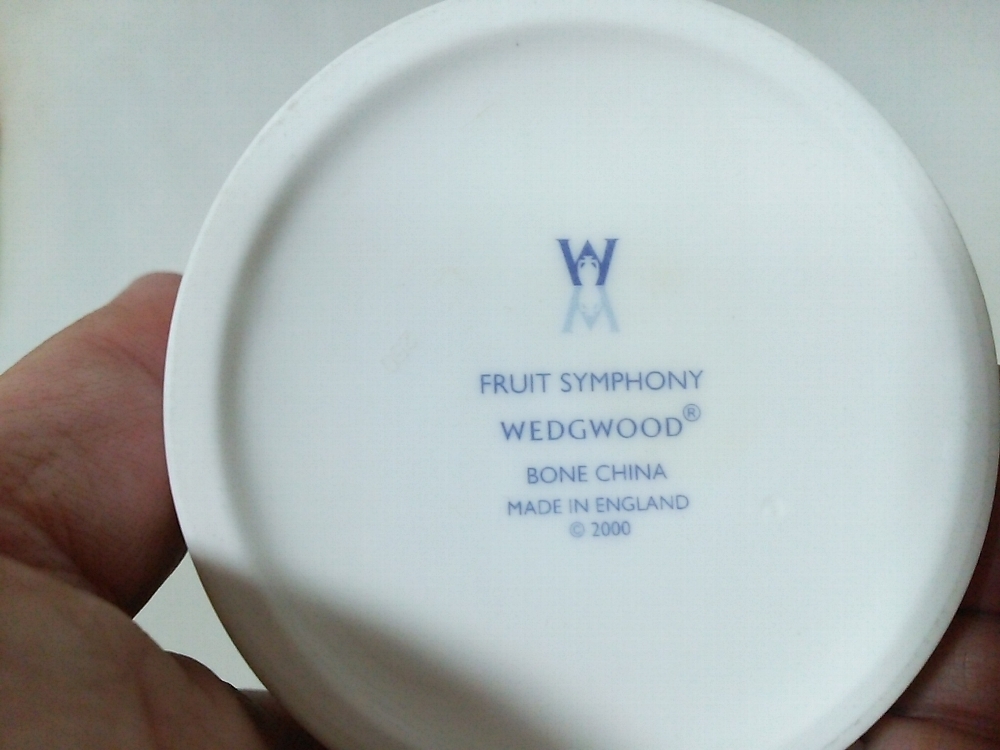 W
FRUIT SYMPHONY
WEDGWOOD®
BONE CHINA
MADE IN ENGLAND
© 2000